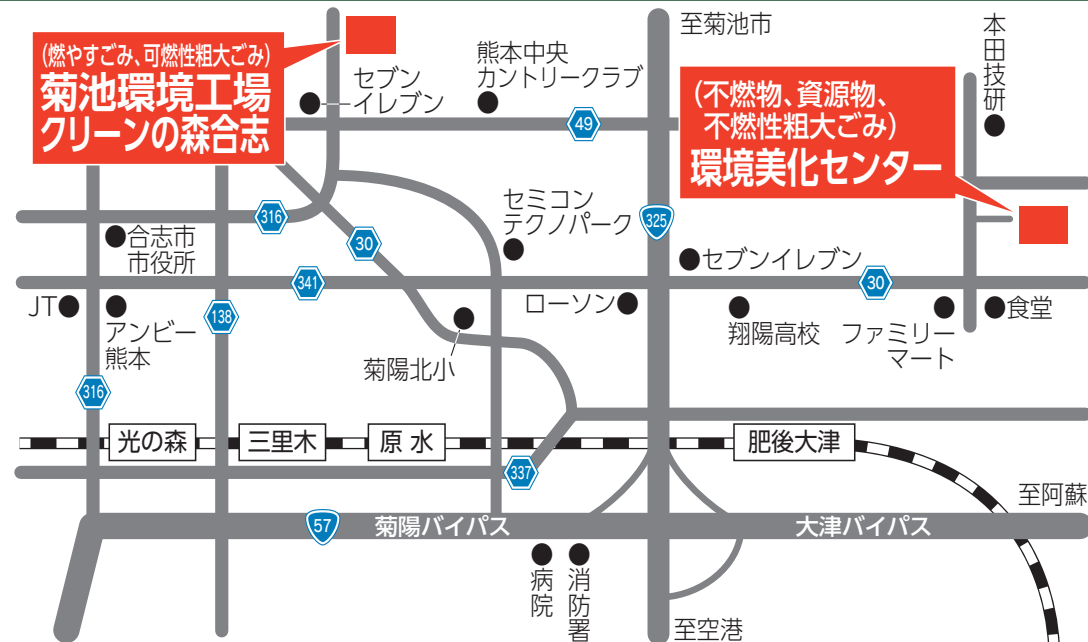 (燃やすごみ、可燃性粗大ごみ)
菊池環境工場
クリーンの森合志
セブン
イレブン
熊本中央
カントリークラブ
至菊池市
本田技研
49
(不燃物、資源物、
不燃性粗大ごみ)
環境美化センター
316
30
セミコン
テクノパーク
325
合志市
市役所
341
セブンイレブン
30
JT
アンビー
熊本
138
菊陽北小
ローソン
翔陽高校
ファミリー
マート
食堂
316
光の森
三里木
原 水
肥後大津
337
至阿蘇
57
菊陽バイパス
大津バイパス
病院
消防署
至空港